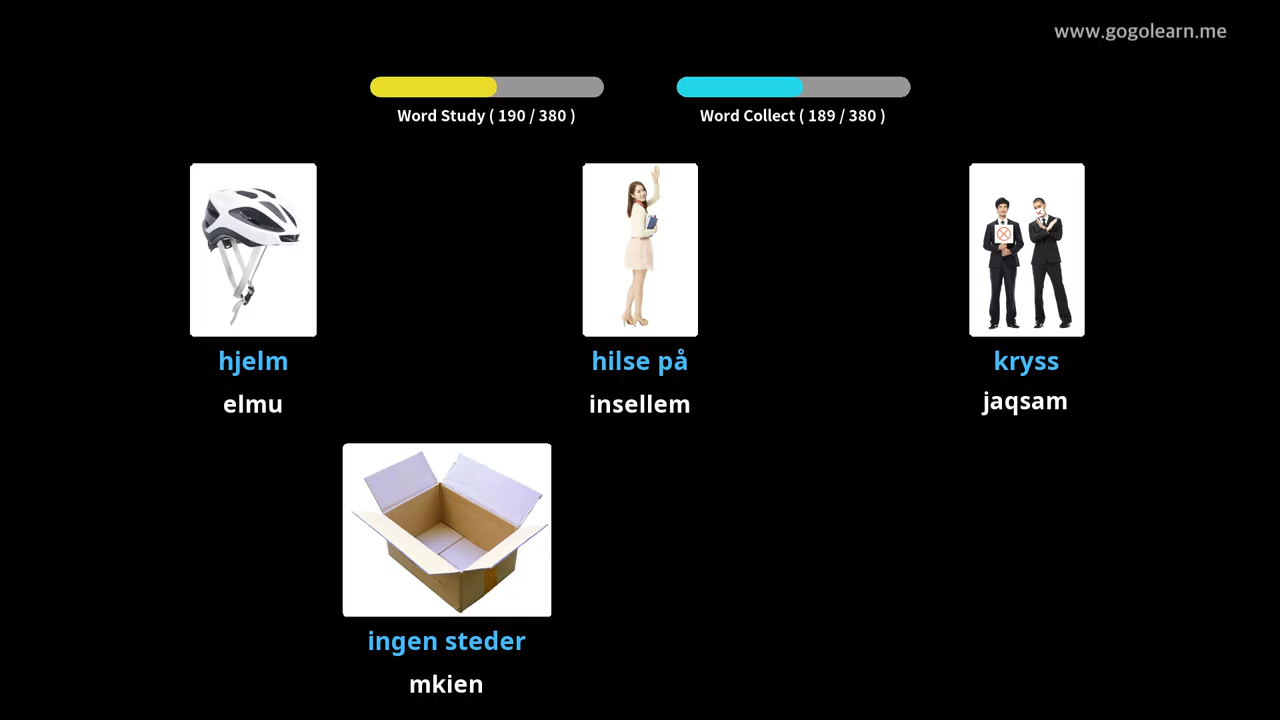 www.gogolearn.me
Word Study ( 190 / 380 )
Word Collect ( 189 / 380 )
hjelm
elmu
hilse på
insellem
kryss
jaqsam
ingen steder
mkien